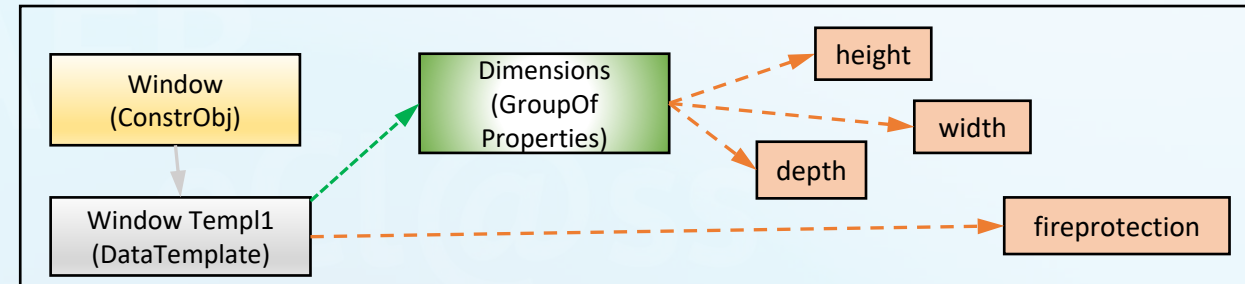 Window
(ConstrObj)
Dimensions
(GroupOf
Properties)
height
width
depth
Window Templ1
(DataTemplate)
fireprotection